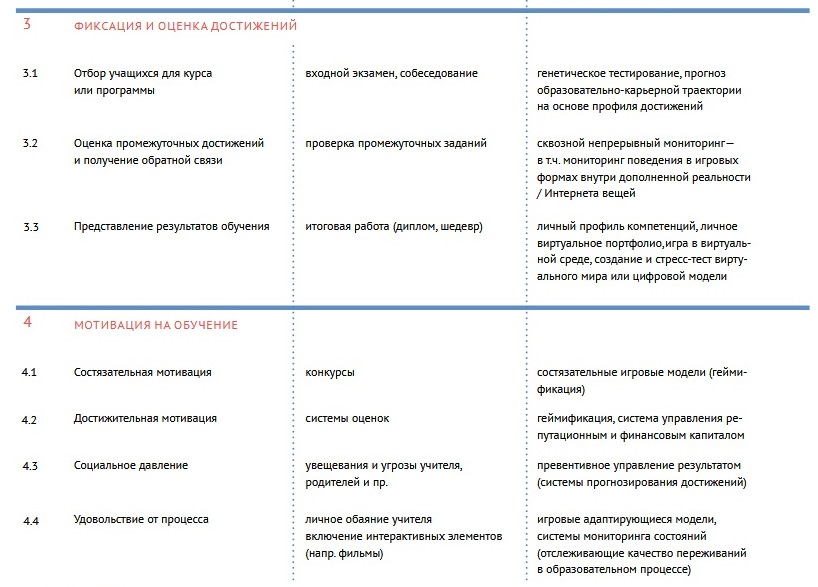 3 ФИКСАЦИЯ И ОЦЕНКА ДОСТИЖЕНИЙ
3.1 Отбор учащихся для курса
или программы
входной экзамен, собеседование
генетическое тестирование, прогноз
образовательно-карьерной траектории
на основе профиля достижений
3.2 Оценка промежуточных достижений
и получение обратной связи
проверка промежуточных заданий
сквозной непрерывный мониторинг—
в т.ч. мониторинг поведения в игровых
формах внутри дополненной реальности
/ Интернета вещей
3.3 Представление результатов обучения
итоговая работа (диплом, шедевр)
личный профиль компетенций, личное
виртуальное портфолио,игра в виртуаль-
ной среде, создание и стресс-тест вирту-
ального мира или цифровой модели
4 МОТИВАЦИЯ НА ОБУЧЕНИЕ
4.1 Состязательная мотивация
конкурсы
состязательные игровые модели (гейми-
фикация)
4.2 Достижительная мотивация
системы оценок
геймификация, система управления ре-
путационным и финансовым капиталом
4.3 Социальное давление
увещевания и угрозы учителя,
родителей и пр.
превентивное управление результатом
(системы прогнозирования достижений)
4.4 Удовольствие от процесса
личное обаяние учителя
включение интерактивных элементов
(напр. фильмы)
игровые адаптирующиеся модели,
системы мониторинга состояний
(отслеживающие качество переживаний
в образовательном процессе)